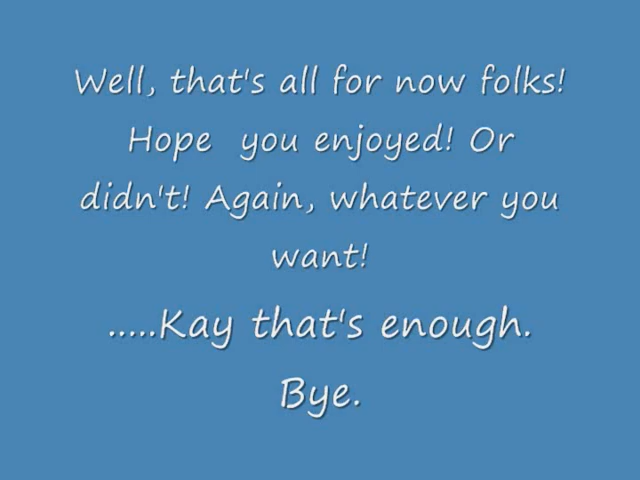 Well, that's all for now folks!
Hope  you enjoyed! Or
didn't! Again, whatever you
want!
.....Kay that's enough.
Bye.